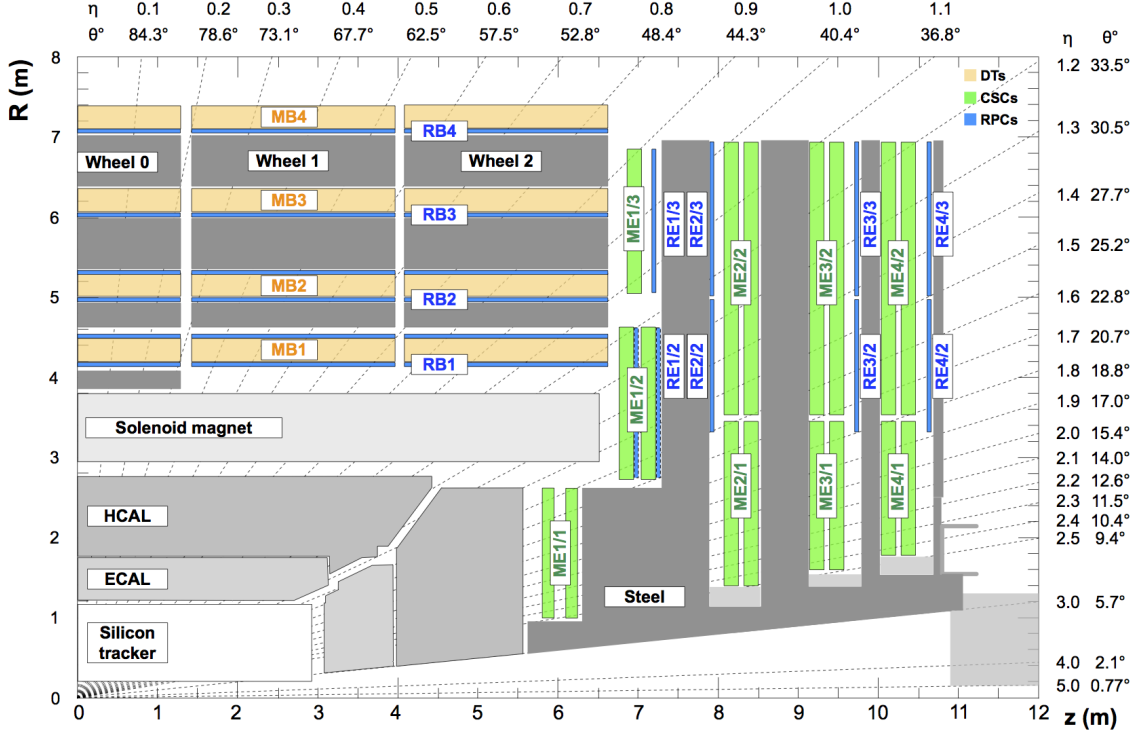 η 0.1 0.2 0.3 0.4 0.5 0.6 0.7 0.8 0.9 1.0 1.1
θ° 84.3° 78.6° 73.1° 67.7° 62.5° 57.5° 52.8° 48.4° 44.3° 40.4° 36.8°
η θ°
R (m)
8
7
6
5
4
3
2
1
0
1.2 33.5°
1.3 30.5°
1.4 27.7°
1.5 25.2°
1.6 22.8°
1.7 20.7°
1.8 18.8°
1.9 17.0°
2.0 15.4°
2.1 14.0°
2.2 12.6°
2.3 11.5°
2.4 10.4°
2.5 9.4°
3.0 5.7°
4.0 2.1°
5.0 0.77°
DTs
CSCs
RPCs
MB4
RB4
Wheel 0
Wheel 1
Wheel 2
MB3
RB3
MB2
RB2
MB1
RB1
Solenoid magnet
HCAL
ECAL
Silicon
tracker
Steel
ME1/3
RE1/3
RE2/3
ME2/2
ME3/2
RE3/3
ME4/2
RE4/3
ME1/2
RE1/2
RE2/2
RE3/2
RE4/2
ME1/1
ME2/1
ME3/1
ME4/1
0 1 2 3 4 5 6 7 8 9 10 11 12
z (m)